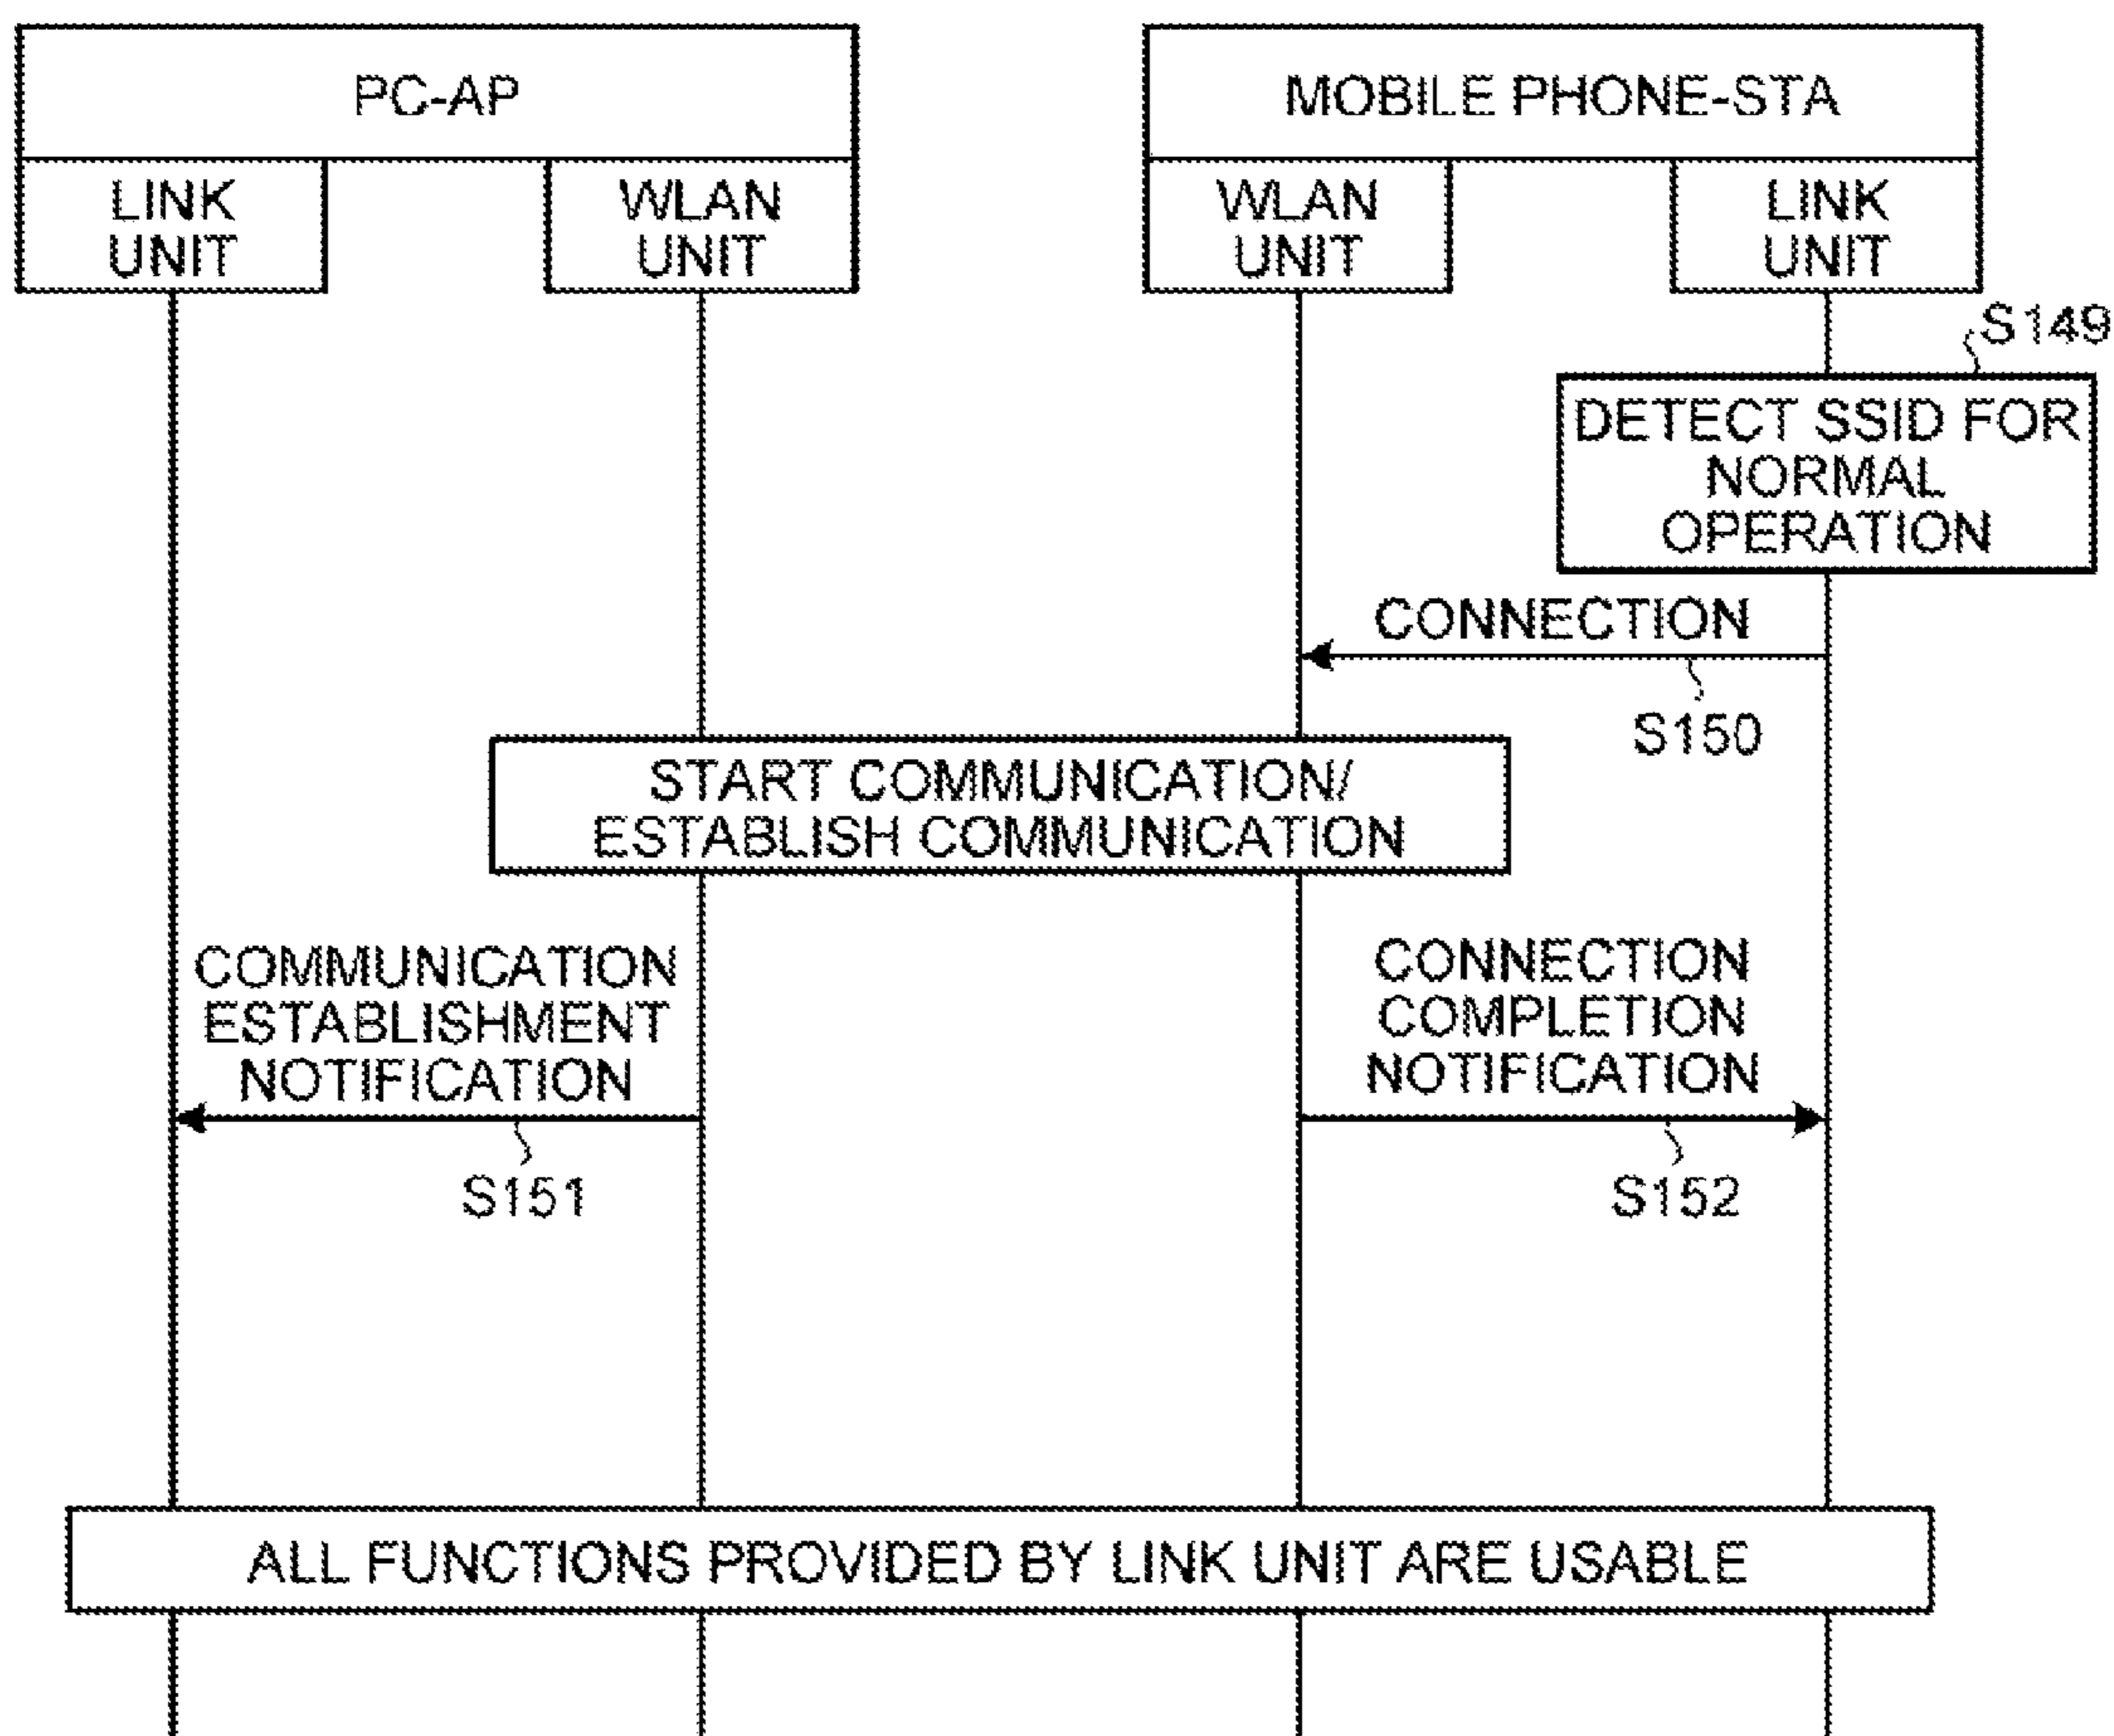 PC-AP
MOBILE PHONE-STA
LINK
UNIT
WLAN
UNIT
WLAN
UNIT
LINK
UNIT
S149
DETECT SSID FOR
NORMAL
OPERATION
CONNECTION
S150
START COMMUNICATION/
ESTABLISH COMMUNICATION
COMMUNICATION
ESTABLISHMENT
NOTIFICATION
S151
CONNECTION
COMPLETION
NOTIFICATION
S152
ALL FUNCTIONS PROVIDED BY LINK UNIT ARE USABLE